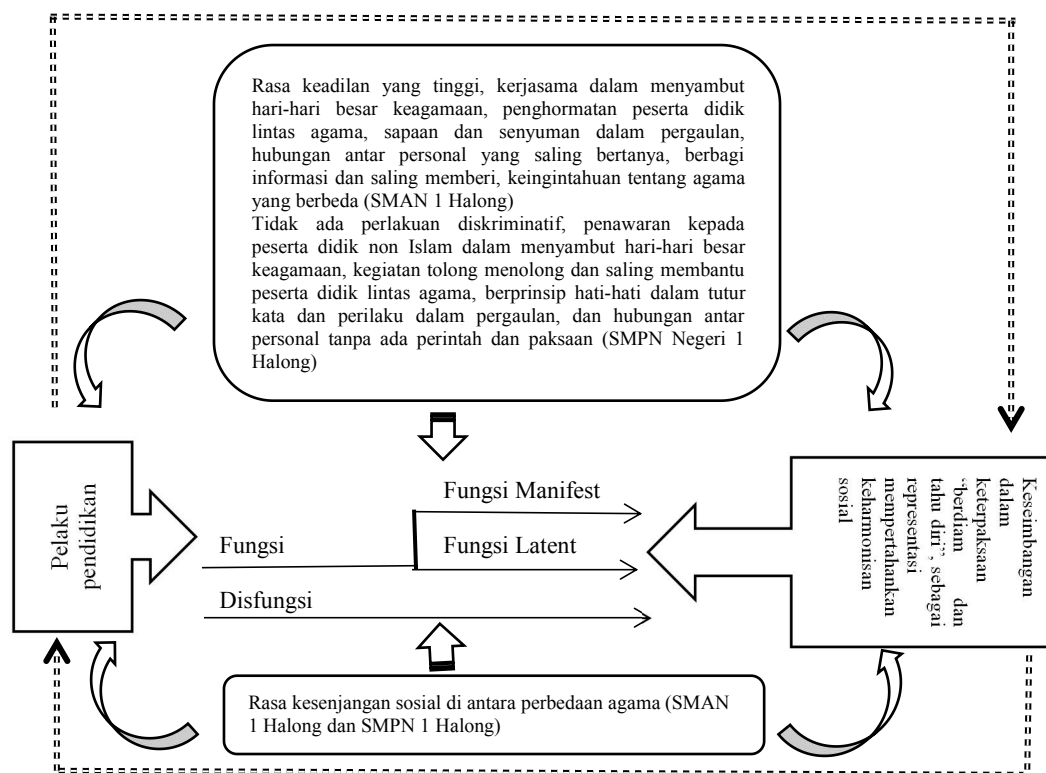 Rasa keadilan yang tinggi, kerjasama dalam menyambut
hari-hari besar keagamaan, penghormatan peserta didik
lintas agama, sapaan dan senyuman dalam pergaulan,
hubungan antar personal yang saling bertanya, berbagi
informasi dan saling memberi, keingintahuan tentang agama
yang berbeda (SMAN 1 Halong)
Tidak ada perlakuan diskriminatif, penawaran kepada
peserta didik non Islam dalam menyambut hari-hari besar
keagamaan, kegiatan tolong menolong dan saling membantu
peserta didik lintas agama, berprinsip hati-hati dalam tutur
kata dan perilaku dalam pergaulan, dan hubungan antar
personal tanpa ada perintah dan paksaan (SMPN Negeri 1
Halong)
Pelaku
pendidikan
Fungsi Manifest
Fungsi
Fungsi Latent
Disfungsi
Keseimbangan
dalam
keterpaksaan
“berdiam dan
tahu diri”, sebagai
representasi
mempertahankan
keharmonisan
sosial
Rasa kesenjangan sosial di antara perbedaan agama (SMAN
1 Halong dan SMPN 1 Halong)